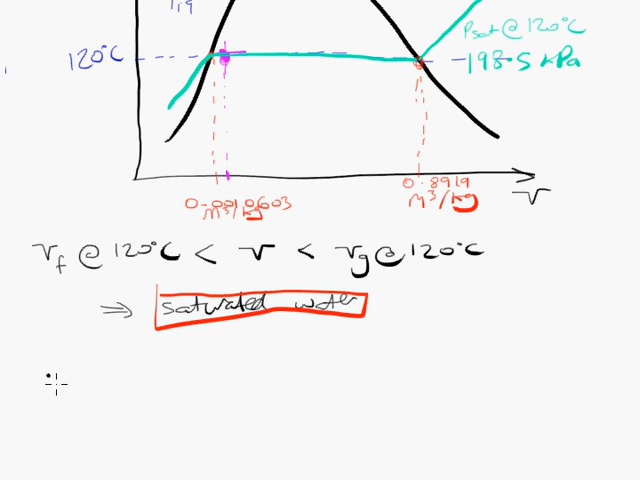 Psat @ 120°C
120°C
198.5 kPa
0.0010603
m³/kg
0.8919
m³/kg
v
vf @ 120°C < v < vg @ 120°C
⇒ saturated water